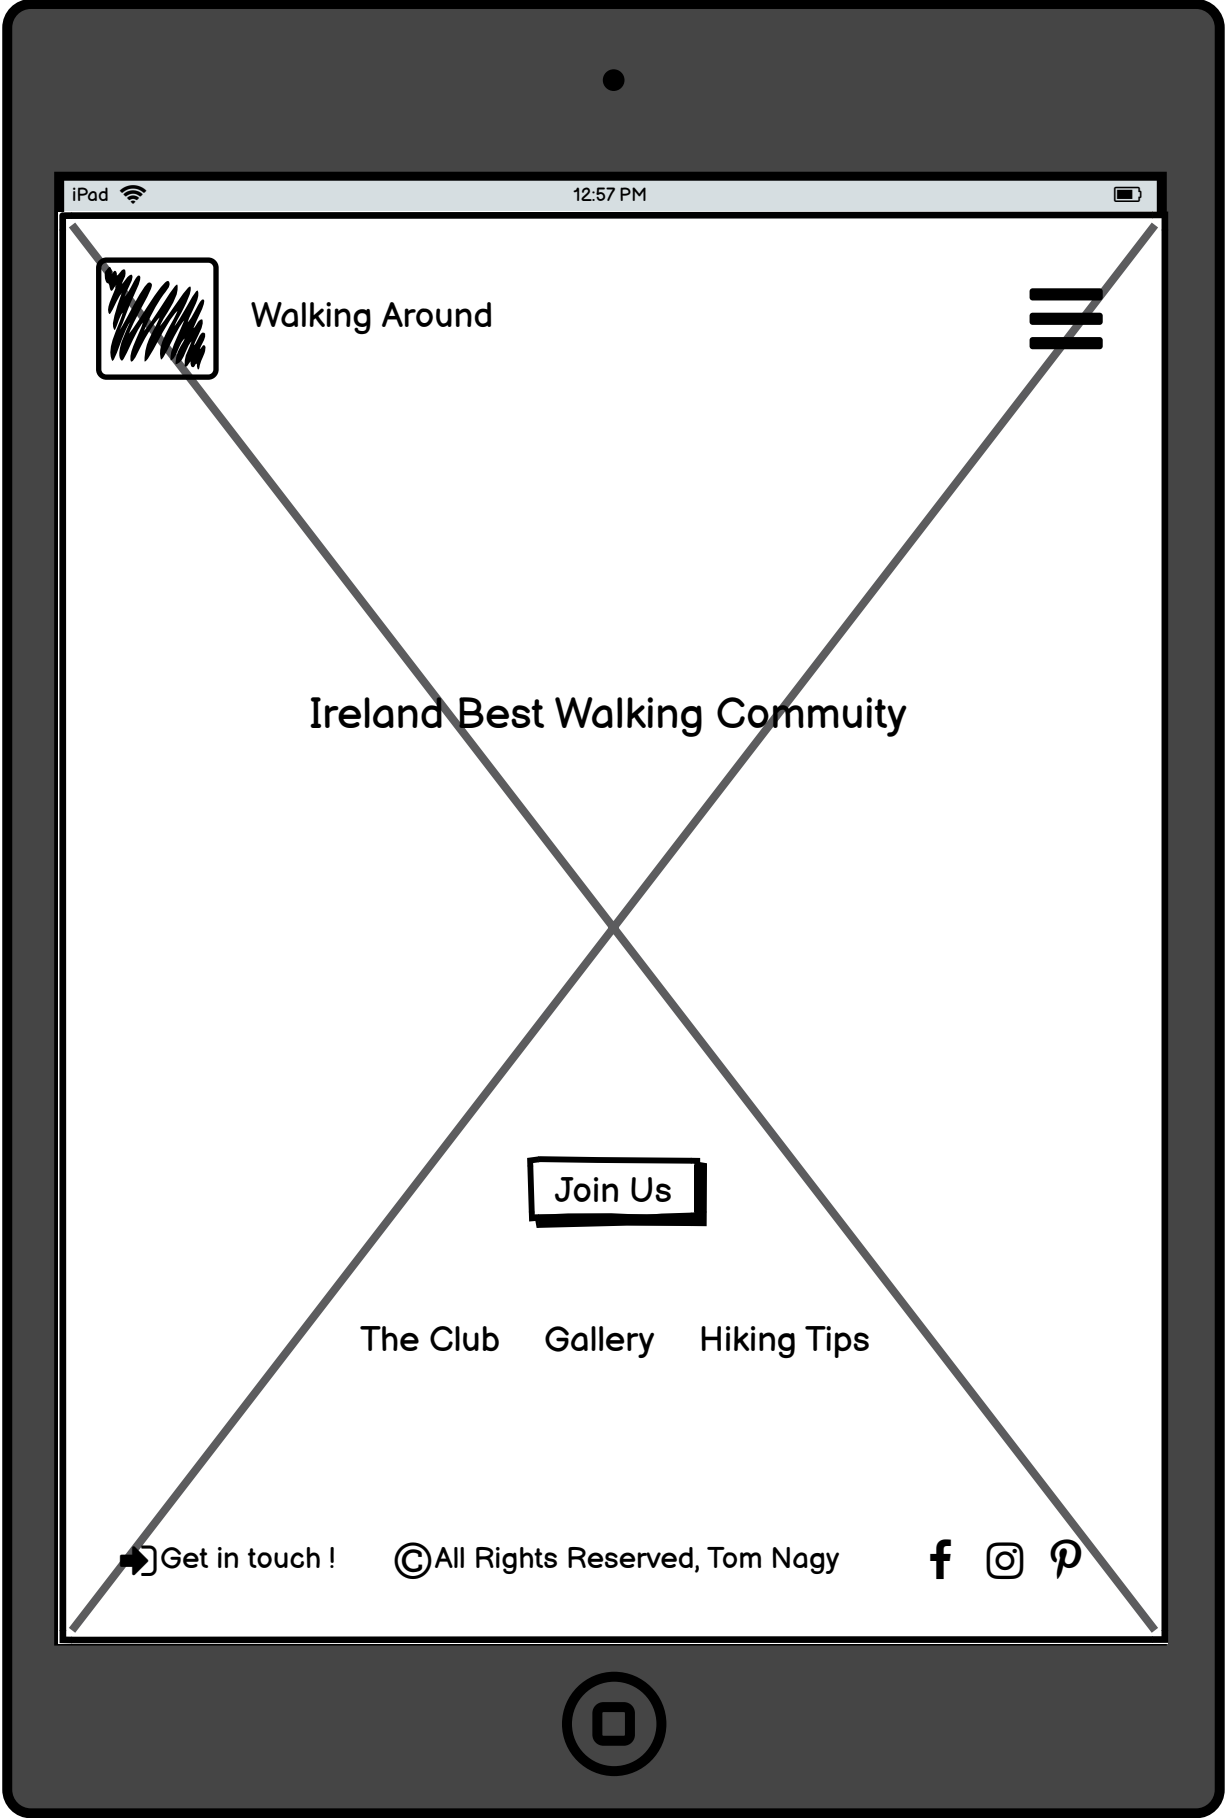 iPad 12:57 PM
Walking Around
Ireland Best Walking Commuity
Join Us
The Club Gallery Hiking Tips
Get in touch ! ©All Rights Reserved, Tom Nagy